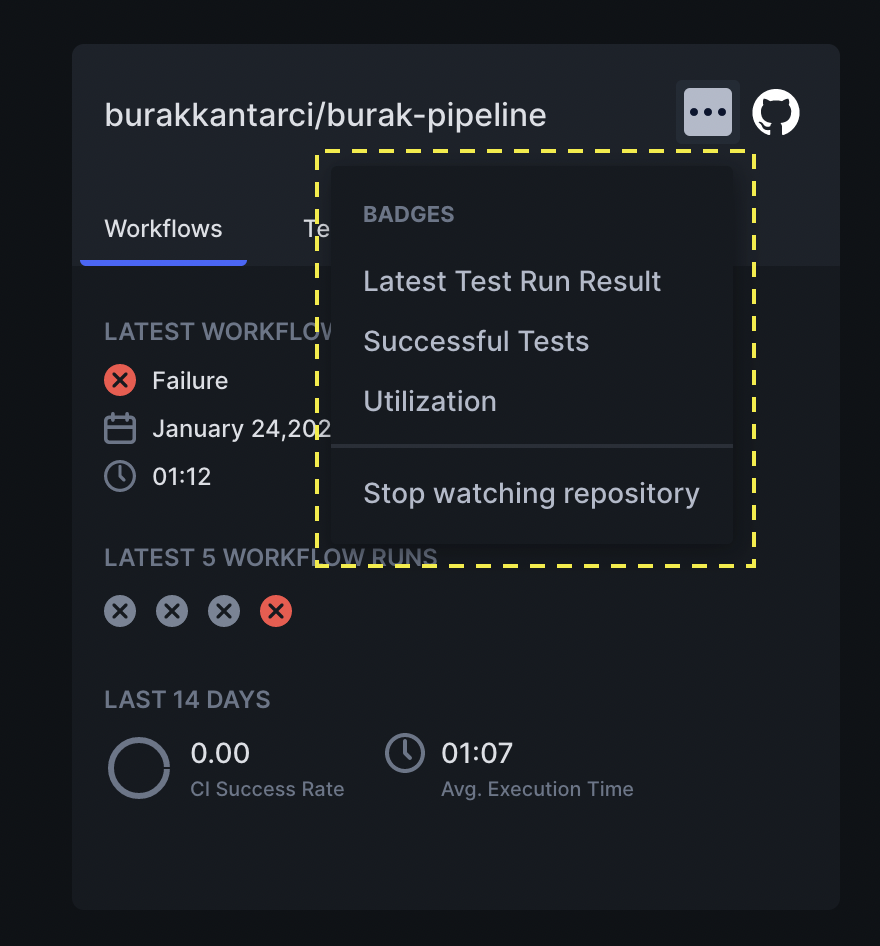 burakkantarci/burak-pipeline
Workflows
Te
BADGES
Latest Test Run Result
Successful Tests
Utilization
Stop watching repository
LATEST WORKFLOW
Failure
January 24,202
01:12
LATEST 5 WORKFLOW RUNS
LAST 14 DAYS
0.00
CI Success Rate
01:07
Avg. Execution Time